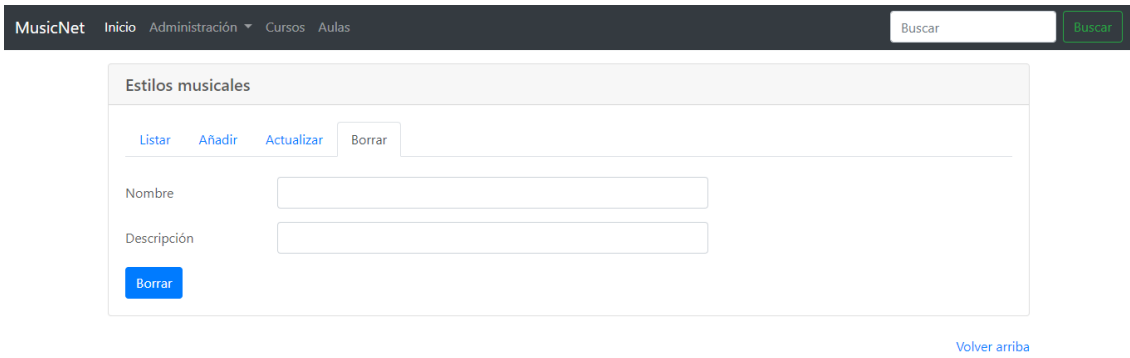 MusicNet Inicio Administración Cursos Aulas Buscar Buscar
Estilos musicales
Listar Añadir Actualizar Borrar
Nombre
Descripción
Borrar
Volver arriba